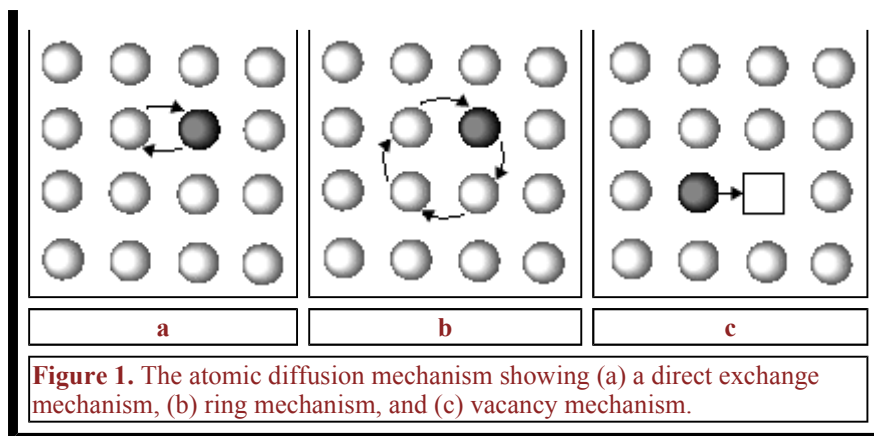 a
b
c
Figure 1. The atomic diffusion mechanism showing (a) a direct exchange
mechanism, (b) ring mechanism, and (c) vacancy mechanism.